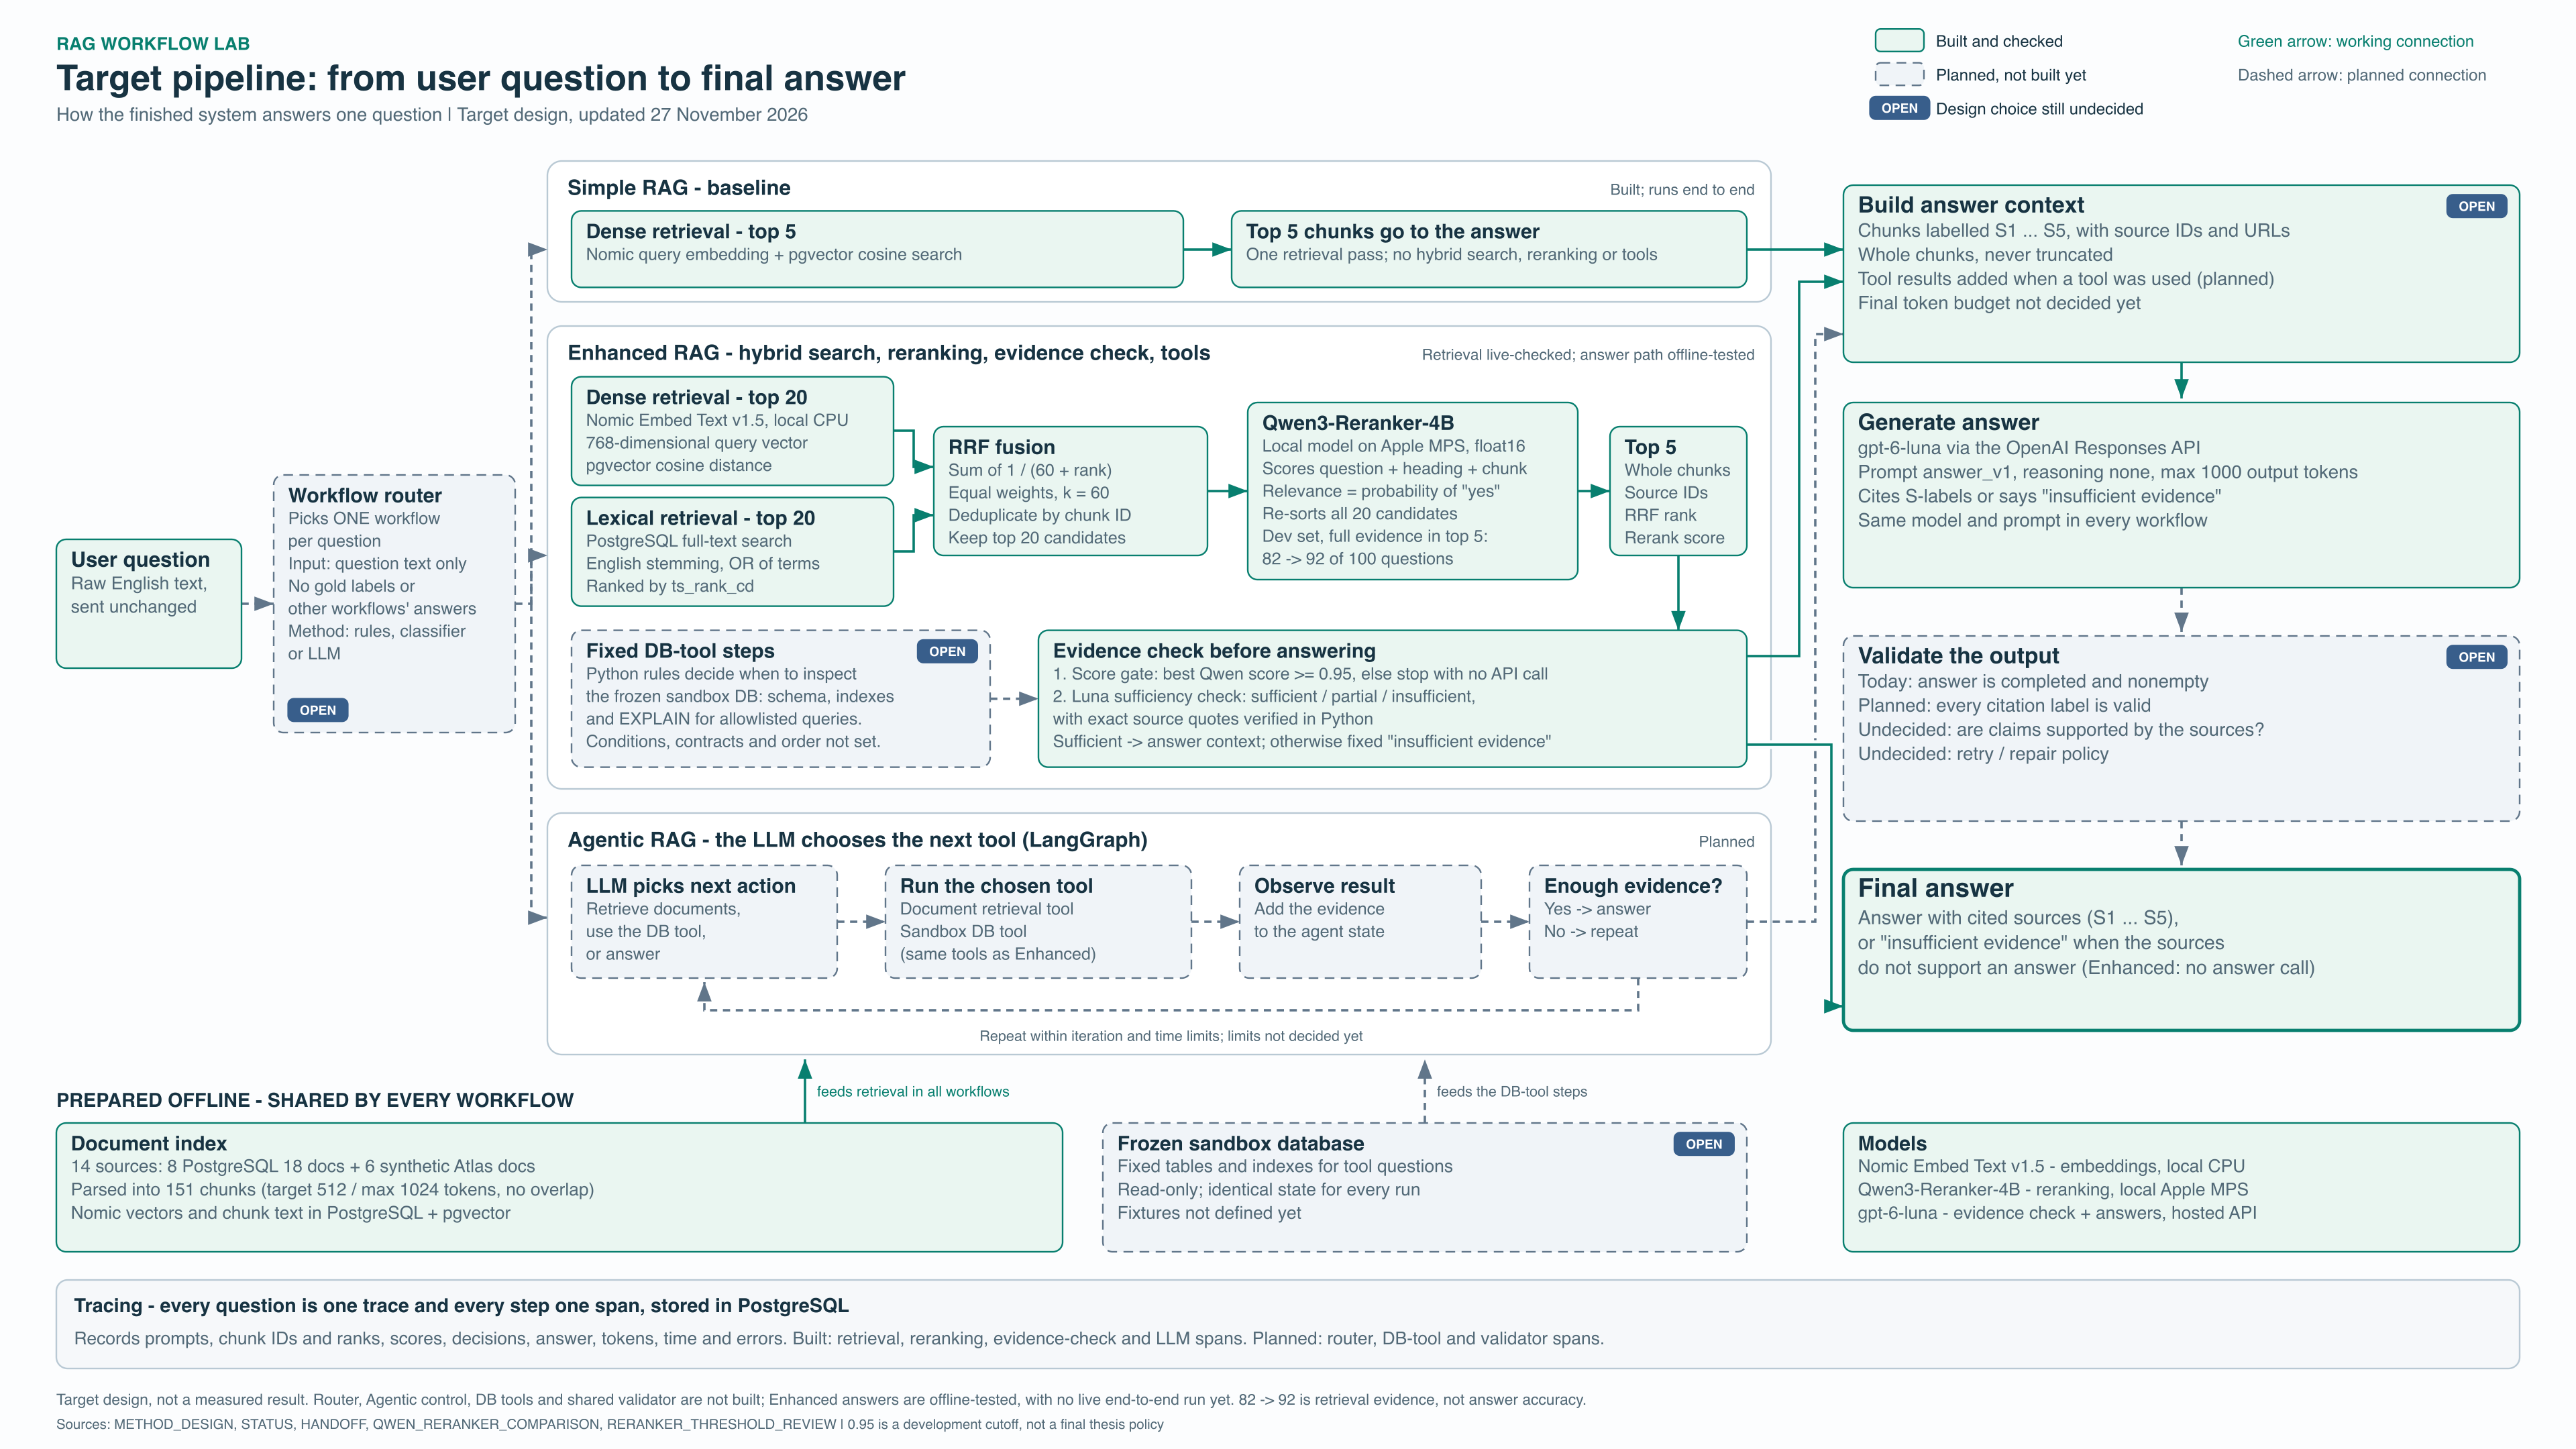 RAG WORKFLOW LAB
Target pipeline: from user question to final answer
How the finished system answers one question | Target design, updated 27 November 2026
Built and checked
Green arrow: working connection
Planned, not built yet
Dashed arrow: planned connection
OPEN
Design choice still undecided
User question
Raw English text,
sent unchanged
Workflow router
Picks ONE workflow
per question
Input: question text only
No gold labels or
other workflows' answers
Method: rules, classifier
or LLM
OPEN
Simple RAG - baseline
Built; runs end to end
Dense retrieval - top 5
Nomic query embedding + pgvector cosine search
Top 5 chunks go to the answer
One retrieval pass; no hybrid search, reranking or tools
Enhanced RAG - hybrid search, reranking, evidence check, tools
Retrieval live-checked; answer path offline-tested
Dense retrieval - top 20
Nomic Embed Text v1.5, local CPU
768-dimensional query vector
pgvector cosine distance
Lexical retrieval - top 20
PostgreSQL full-text search
English stemming, OR of terms
Ranked by ts_rank_cd
RRF fusion
Sum of 1 / (60 + rank)
Equal weights, k = 60
Deduplicate by chunk ID
Keep top 20 candidates
Qwen3-Reranker-4B
Local model on Apple MPS, float16
Scores question + heading + chunk
Relevance = probability of "yes"
Re-sorts all 20 candidates
Dev set, full evidence in top 5:
82 -> 92 of 100 questions
Top 5
Whole chunks
Source IDs
RRF rank
Rerank score
Fixed DB-tool steps
OPEN
Python rules decide when to inspect
the frozen sandbox DB: schema, indexes
and EXPLAIN for allowlisted queries.
Conditions, contracts and order not set.
Evidence check before answering
1. Score gate: best Qwen score >= 0.95, else stop with no API call
2. Luna sufficiency check: sufficient / partial / insufficient,
with exact source quotes verified in Python
Sufficient -> answer context; otherwise fixed "insufficient evidence"
Agentic RAG - the LLM chooses the next tool (LangGraph)
Planned
LLM picks next action
Retrieve documents,
use the DB tool,
or answer
Run the chosen tool
Document retrieval tool
Sandbox DB tool
(same tools as Enhanced)
Observe result
Add the evidence
to the agent state
Enough evidence?
Yes -> answer
No -> repeat
Repeat within iteration and time limits; limits not decided yet
Build answer context
OPEN
Chunks labelled S1 ... S5, with source IDs and URLs
Whole chunks, never truncated
Tool results added when a tool was used (planned)
Final token budget not decided yet
Generate answer
gpt-6-luna via the OpenAI Responses API
Prompt answer_v1, reasoning none, max 1000 output tokens
Cites S-labels or says "insufficient evidence"
Same model and prompt in every workflow
Validate the output
OPEN
Today: answer is completed and nonempty
Planned: every citation label is valid
Undecided: are claims supported by the sources?
Undecided: retry / repair policy
Final answer
Answer with cited sources (S1 ... S5),
or "insufficient evidence" when the sources
do not support an answer (Enhanced: no answer call)
feeds retrieval in all workflows
feeds the DB-tool steps
PREPARED OFFLINE - SHARED BY EVERY WORKFLOW
Document index
14 sources: 8 PostgreSQL 18 docs + 6 synthetic Atlas docs
Parsed into 151 chunks (target 512 / max 1024 tokens, no overlap)
Nomic vectors and chunk text in PostgreSQL + pgvector
Frozen sandbox database
OPEN
Fixed tables and indexes for tool questions
Read-only; identical state for every run
Fixtures not defined yet
Models
Nomic Embed Text v1.5 - embeddings, local CPU
Qwen3-Reranker-4B - reranking, local Apple MPS
gpt-6-luna - evidence check + answers, hosted API
Tracing - every question is one trace and every step one span, stored in PostgreSQL
Records prompts, chunk IDs and ranks, scores, decisions, answer, tokens, time and errors. Built: retrieval, reranking, evidence-check and LLM spans. Planned: router, DB-tool and validator spans.
Target design, not a measured result. Router, Agentic control, DB tools and shared validator are not built; Enhanced answers are offline-tested, with no live end-to-end run yet. 82 -> 92 is retrieval evidence, not answer accuracy.
Sources: METHOD_DESIGN, STATUS, HANDOFF, QWEN_RERANKER_COMPARISON, RERANKER_THRESHOLD_REVIEW | 0.95 is a development cutoff, not a final thesis policy